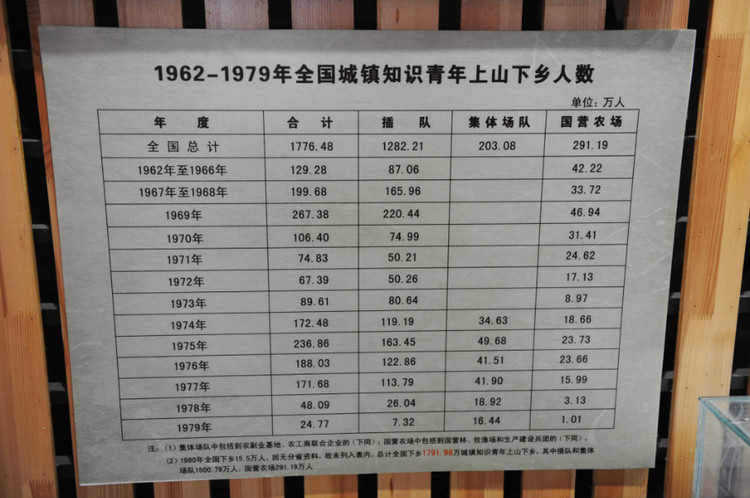 1962-1979年全国城镇知识青年上山下乡人数
单位：万人
年 度 合 计 插 队 集体场队 国营农场
全 国 总 计 1776.48 1282.21 203.08 291.19
1962年至1966年 129.28 87.06 42.22
1967年至1968年 199.68 165.96 33.72
1969年 267.38 220.44 46.94
1970年 106.40 74.99 31.41
1971年 74.83 50.21 24.62
1972年 67.39 50.26 17.13
1973年 89.61 80.64 8.97
1974年 172.48 119.19 34.63 18.66
1975年 236.86 163.45 49.68 23.73
1976年 188.03 122.86 41.51 23.66
1977年 171.68 113.79 41.90 15.99
1978年 48.09 26.04 18.92 3.13
1979年 24.77 7.32 16.44 1.01
注：（1）集体场队中包括到农副业基地、农工商联合企业的（下同）；国营农场中包括到国营林、牧渔场和生产建设兵团的（下同）。
（2）1980年全国下乡15.5万人，因无分省资料，故未列入表内，总计全国下乡1791.98万城镇知识青年上山下乡，其中插队和集体
场队1500.79万人，国营农场291.19万人